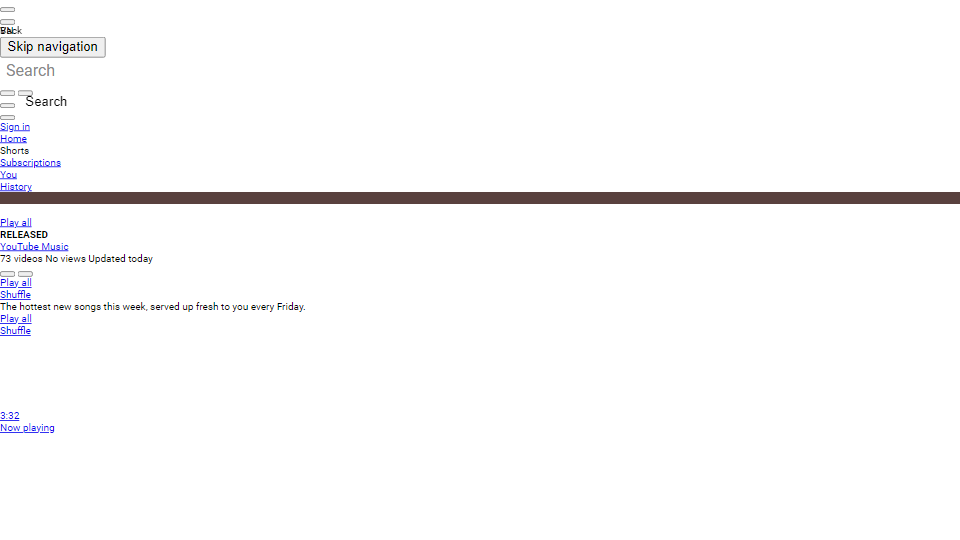 Back
Skip navigation
Search
Search
Sign in
Home
Shorts
Subscriptions
You
History
Play all
RELEASED
YouTube Music
73 videos No views Updated today
Play all
Shuffle
The hottest new songs this week, served up fresh to you every Friday.
Play all
Shuffle
3:32
Now playing